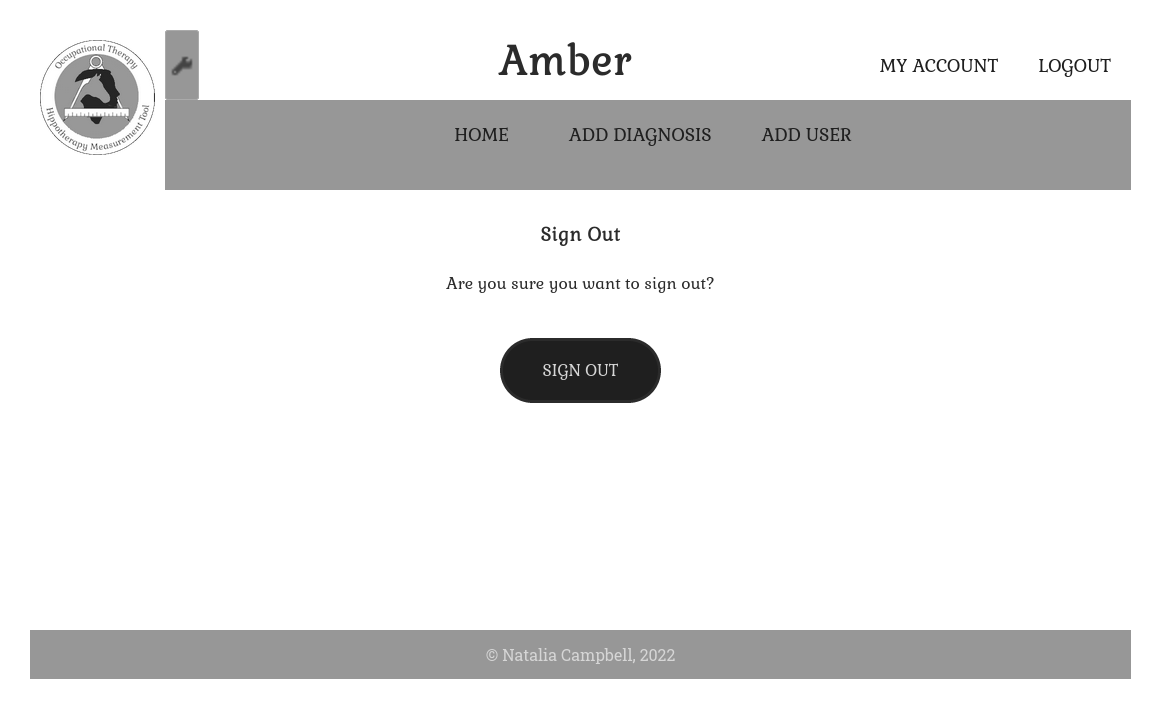 Occupational Therapy
Hippotherapy Measurement Tool
Amber
MY ACCOUNT
LOGOUT
HOME
ADD DIAGNOSIS
ADD USER
Sign Out
Are you sure you want to sign out?
SIGN OUT
© Natalia Campbell, 2022